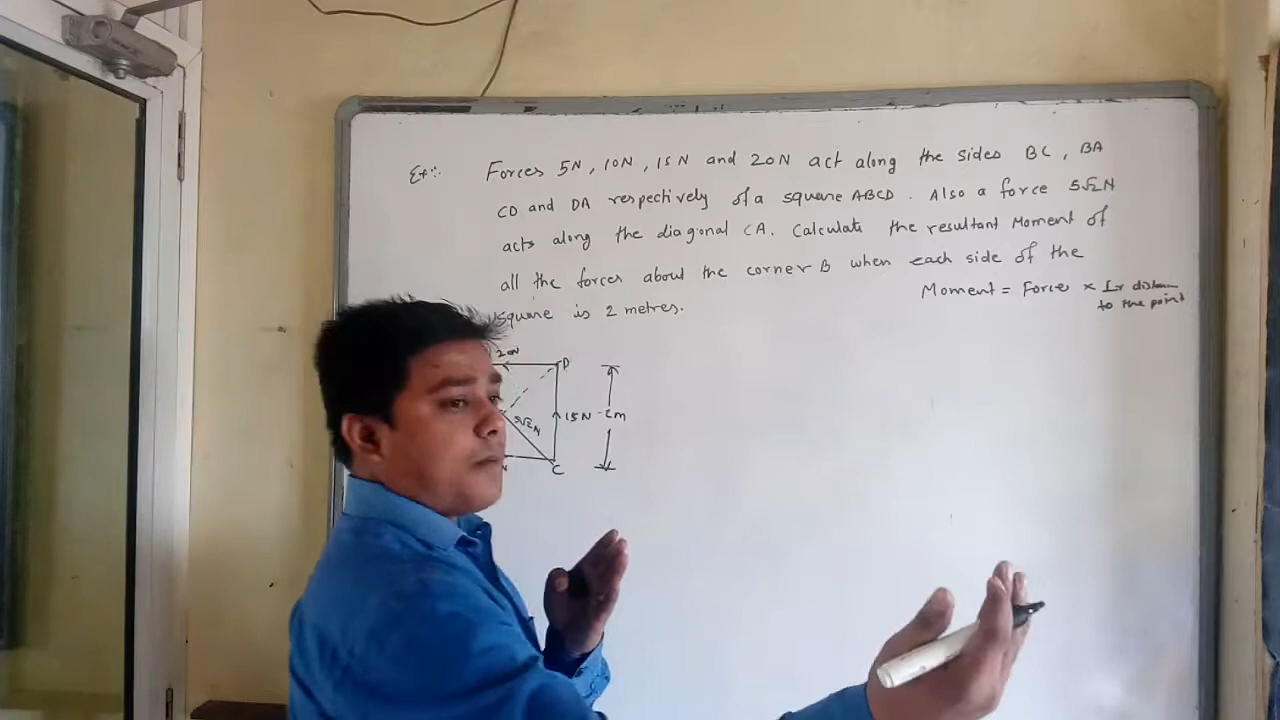 Ex:- Forces 5N, 10N, 15N and 20N act along the sides BC, BA
CD and DA respectively of a square ABCD. Also a force 5√2N
acts along the diagonal CA. Calculate the resultant Moment of
all the forces about the corner B when each side of the
square is 2 metres.
Moment = Force ×
to the point
20N
D
5√2N
15N
2m
C